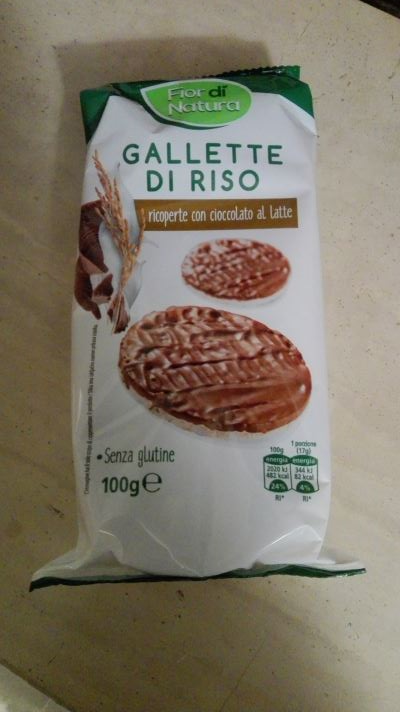 Fior di
Natura
GALLETTE
DI RISO
ricoperte con cioccolato al latte
• Senza glutine
100g e
100g
energia
2020 kJ
482 kcal
24%
RI*
1 porzione
(17g)
energia
344 kJ
82 kcal
4%
RI*